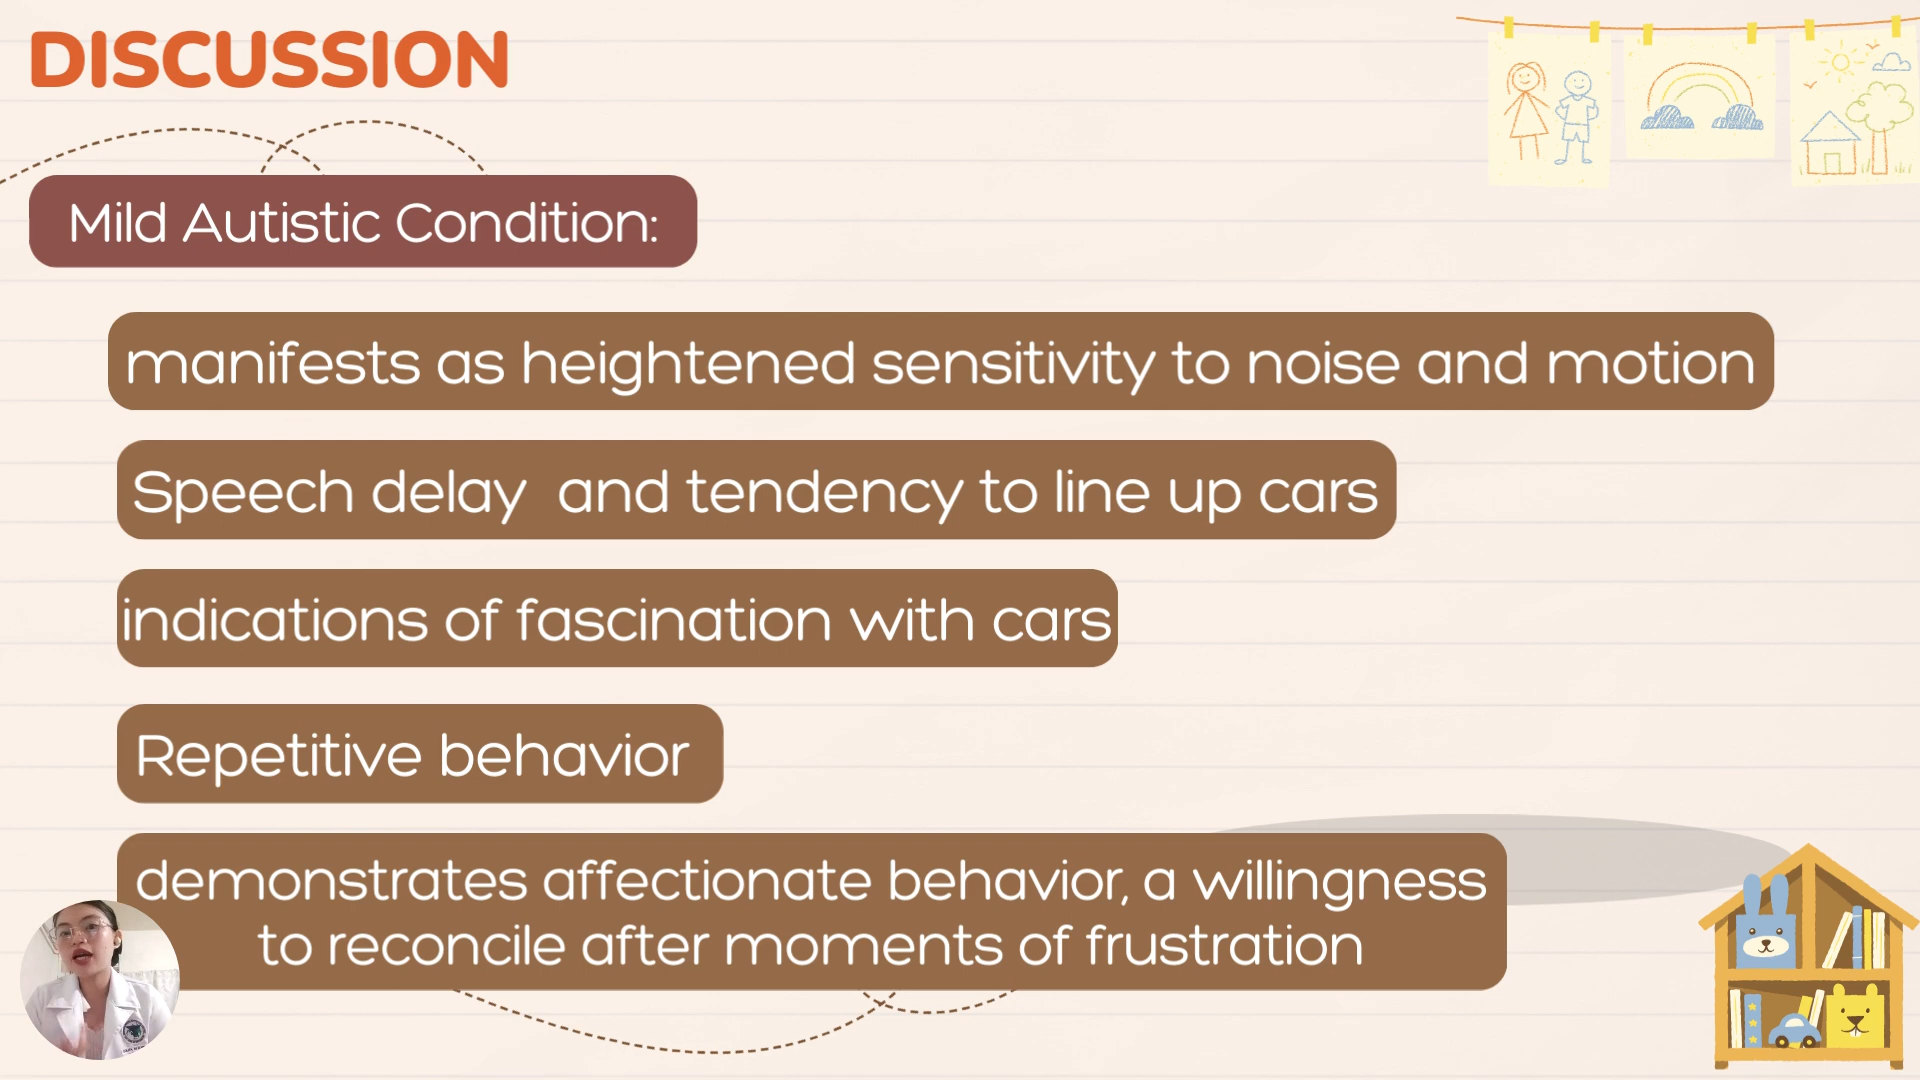 DISCUSSION
Mild Autistic Condition:
manifests as heightened sensitivity to noise and motion
Speech delay  and tendency to line up cars
indications of fascination with cars
Repetitive behavior
demonstrates affectionate behavior, a willingness
to reconcile after moments of frustration